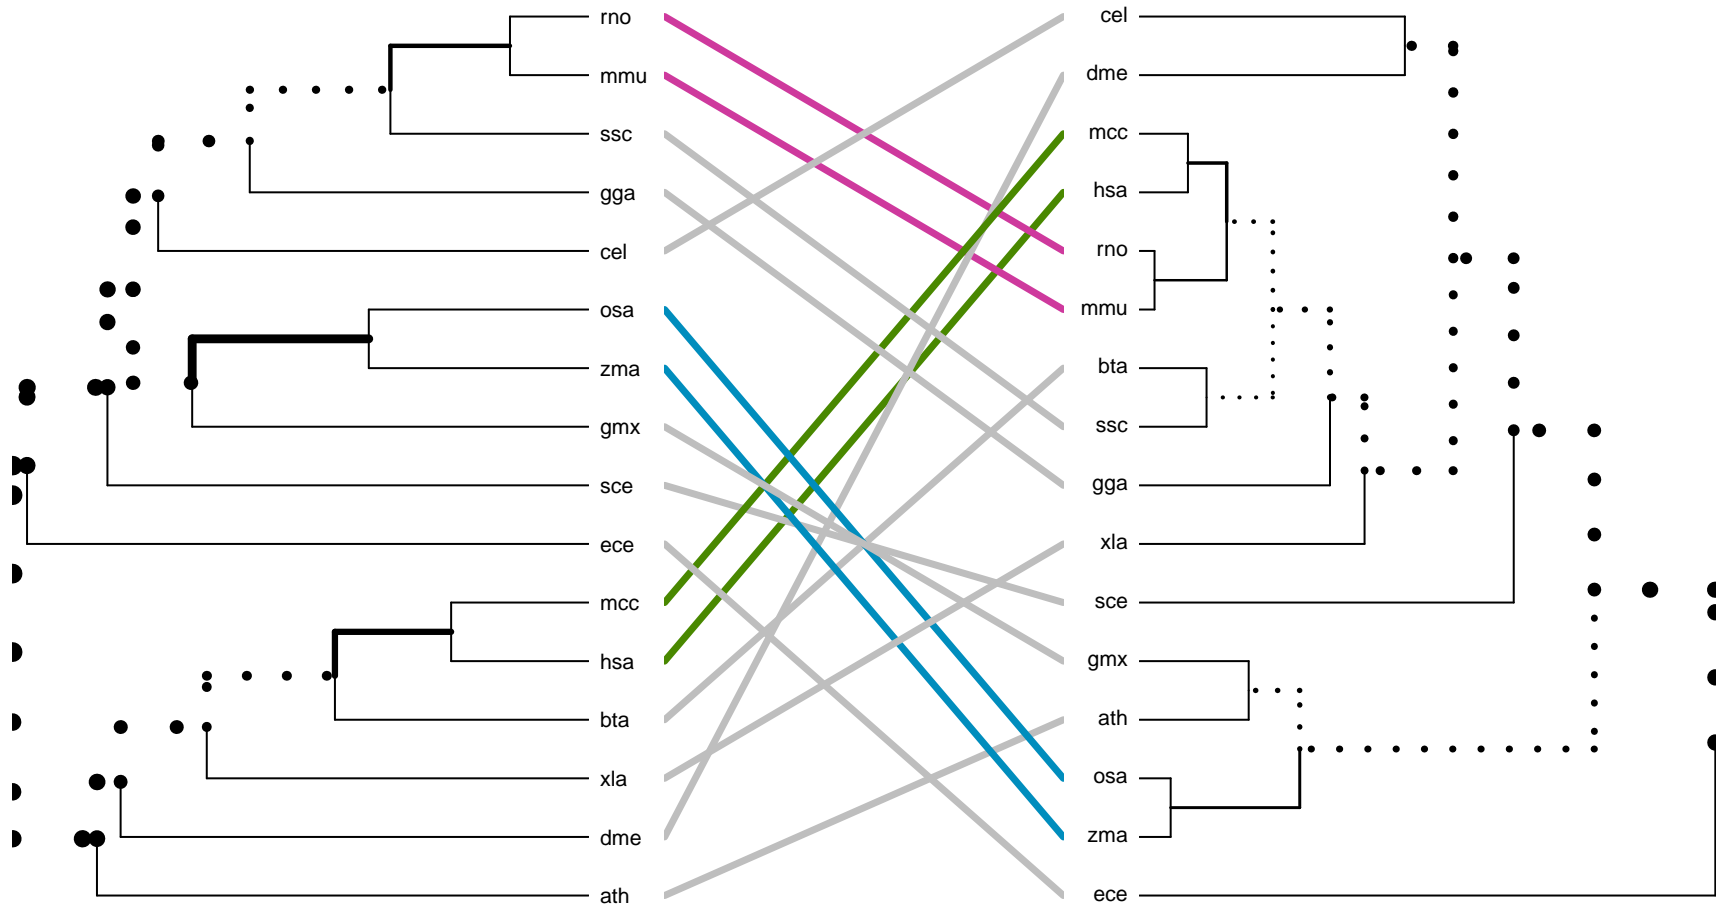 rno
mmu
ssc
gga
cel
osa
zma
gmx
sce
ece
mcc
hsa
bta
xla
dme
ath
cel
dme
mcc
hsa
rno
mmu
bta
ssc
gga
xla
sce
gmx
ath
osa
zma
ece